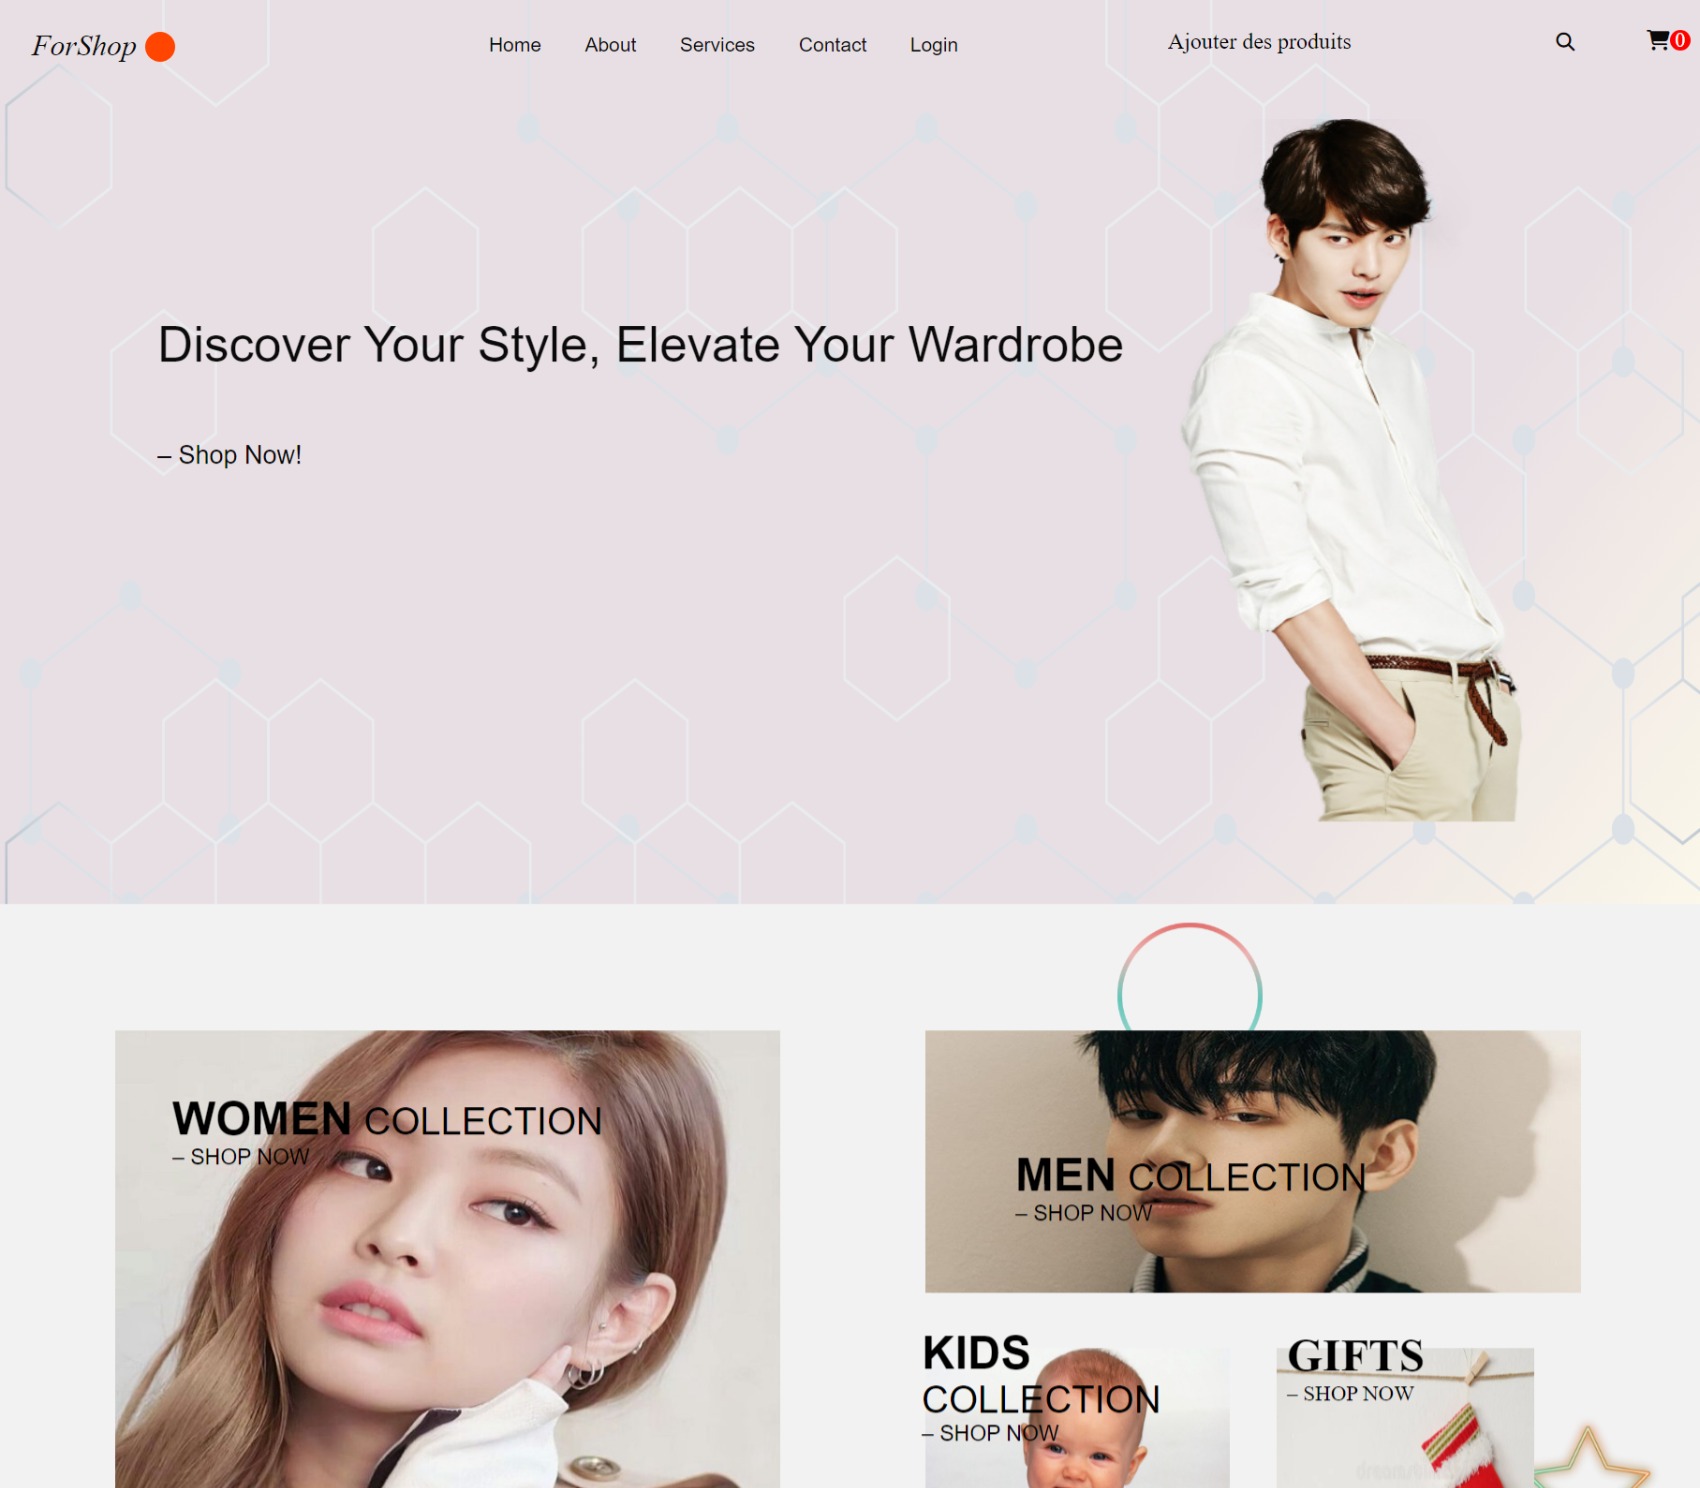 ForShop
Home About Services Contact Login
Ajouter des produits
0
Discover Your Style, Elevate Your Wardrobe
– Shop Now!
WOMEN COLLECTION
– SHOP NOW
MEN COLLECTION
– SHOP NOW
KIDS
COLLECTION
– SHOP NOW
GIFTS
– SHOP NOW